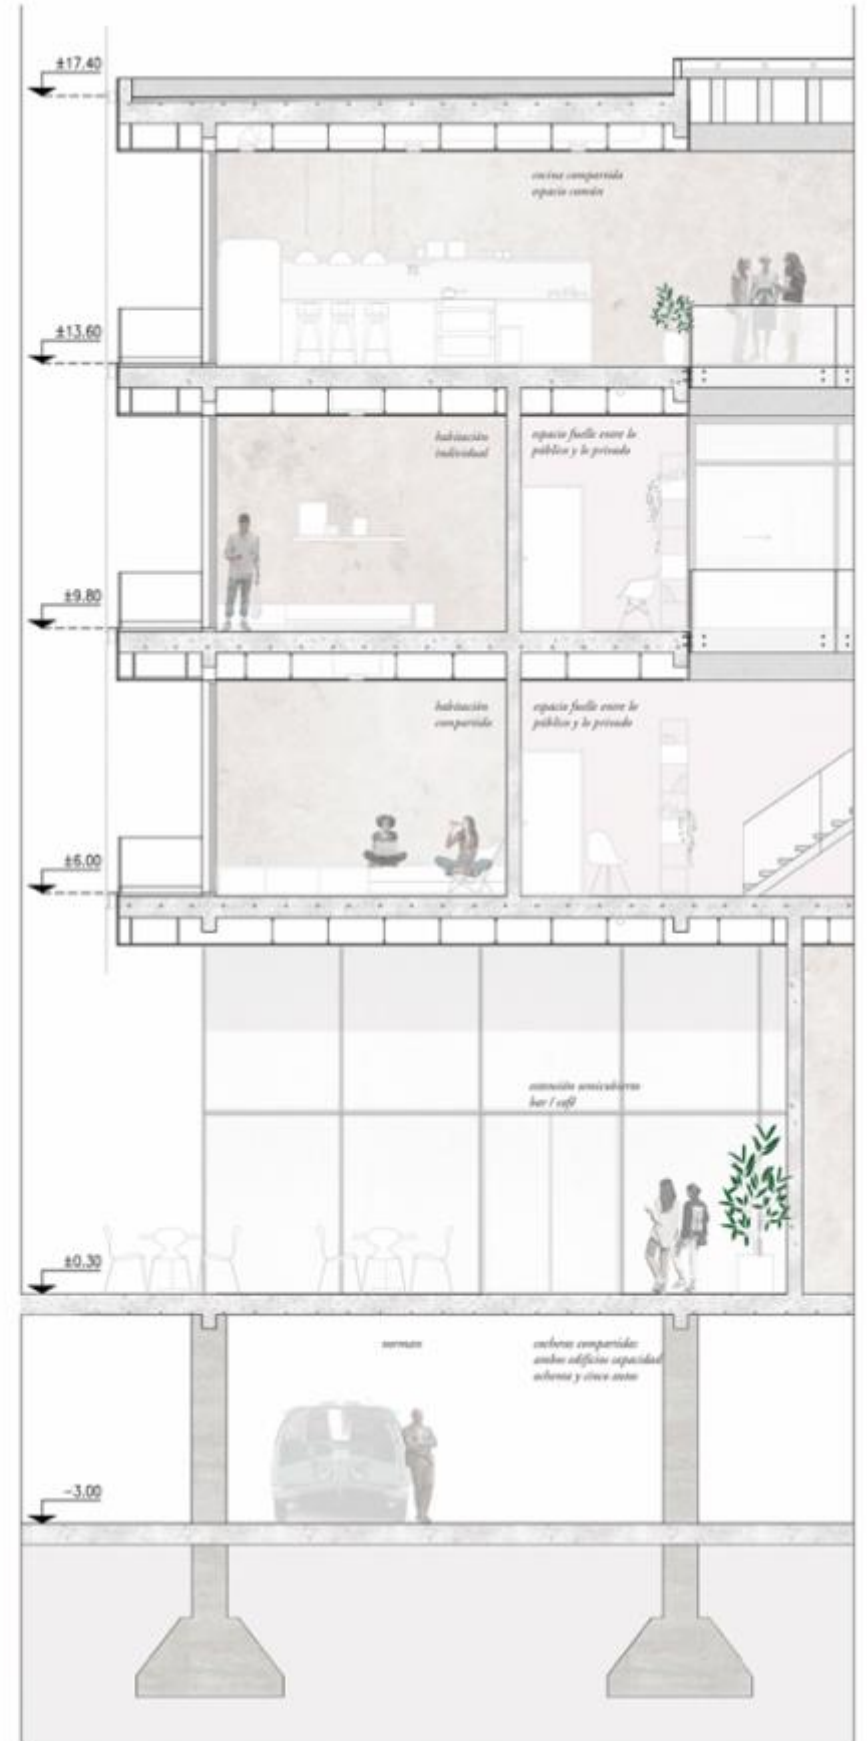 ±17.40
cocina compartida
espacio común
±13.60
habitación
individual
espacio fuelle entre lo
público y lo privado
±9.80
habitación
compartida
espacio fuelle entre lo
público y lo privado
±6.00
extensión semicubierta
bar / café
±0.30
norman
cocheras compartidas
ambos edificios capacidad
ochenta y cinco autos
-3.00